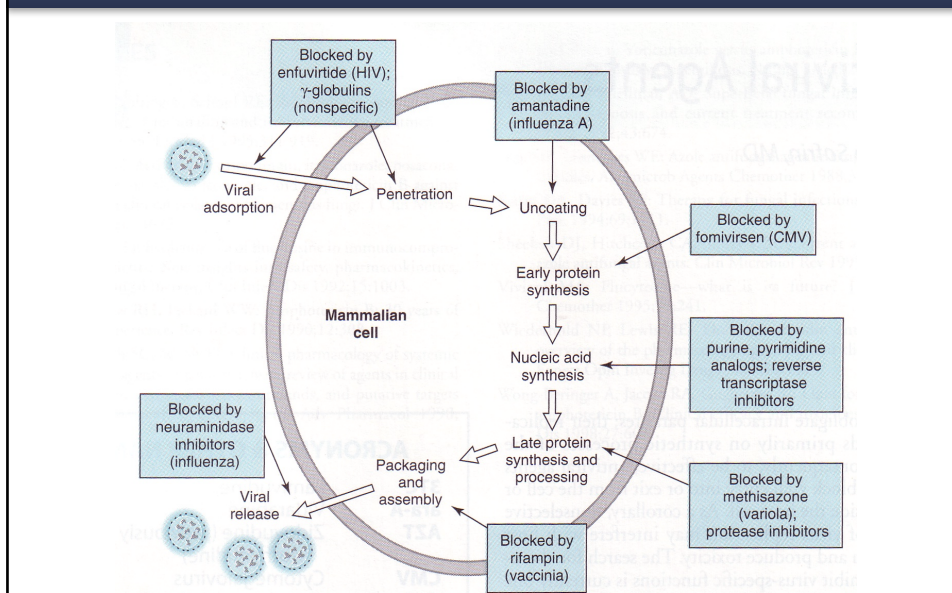 Blocked by
enfuvirtide (HIV);
γ-globulins
(nonspecific)
Blocked by
amantadine
(influenza A)
Viral
adsorption
Penetration
Uncoating
Blocked by
fomivirsen (CMV)
Early protein
synthesis
Mammalian
cell
Nucleic acid
synthesis
Blocked by
purine, pyrimidine
analogs; reverse
transcriptase
inhibitors
Blocked by
neuraminidase
inhibitors
(influenza)
Late protein
synthesis and
processing
Packaging
and
assembly
Viral
release
Blocked by
methisazone
(variola);
protease inhibitors
Blocked by
rifampin
(vaccinia)